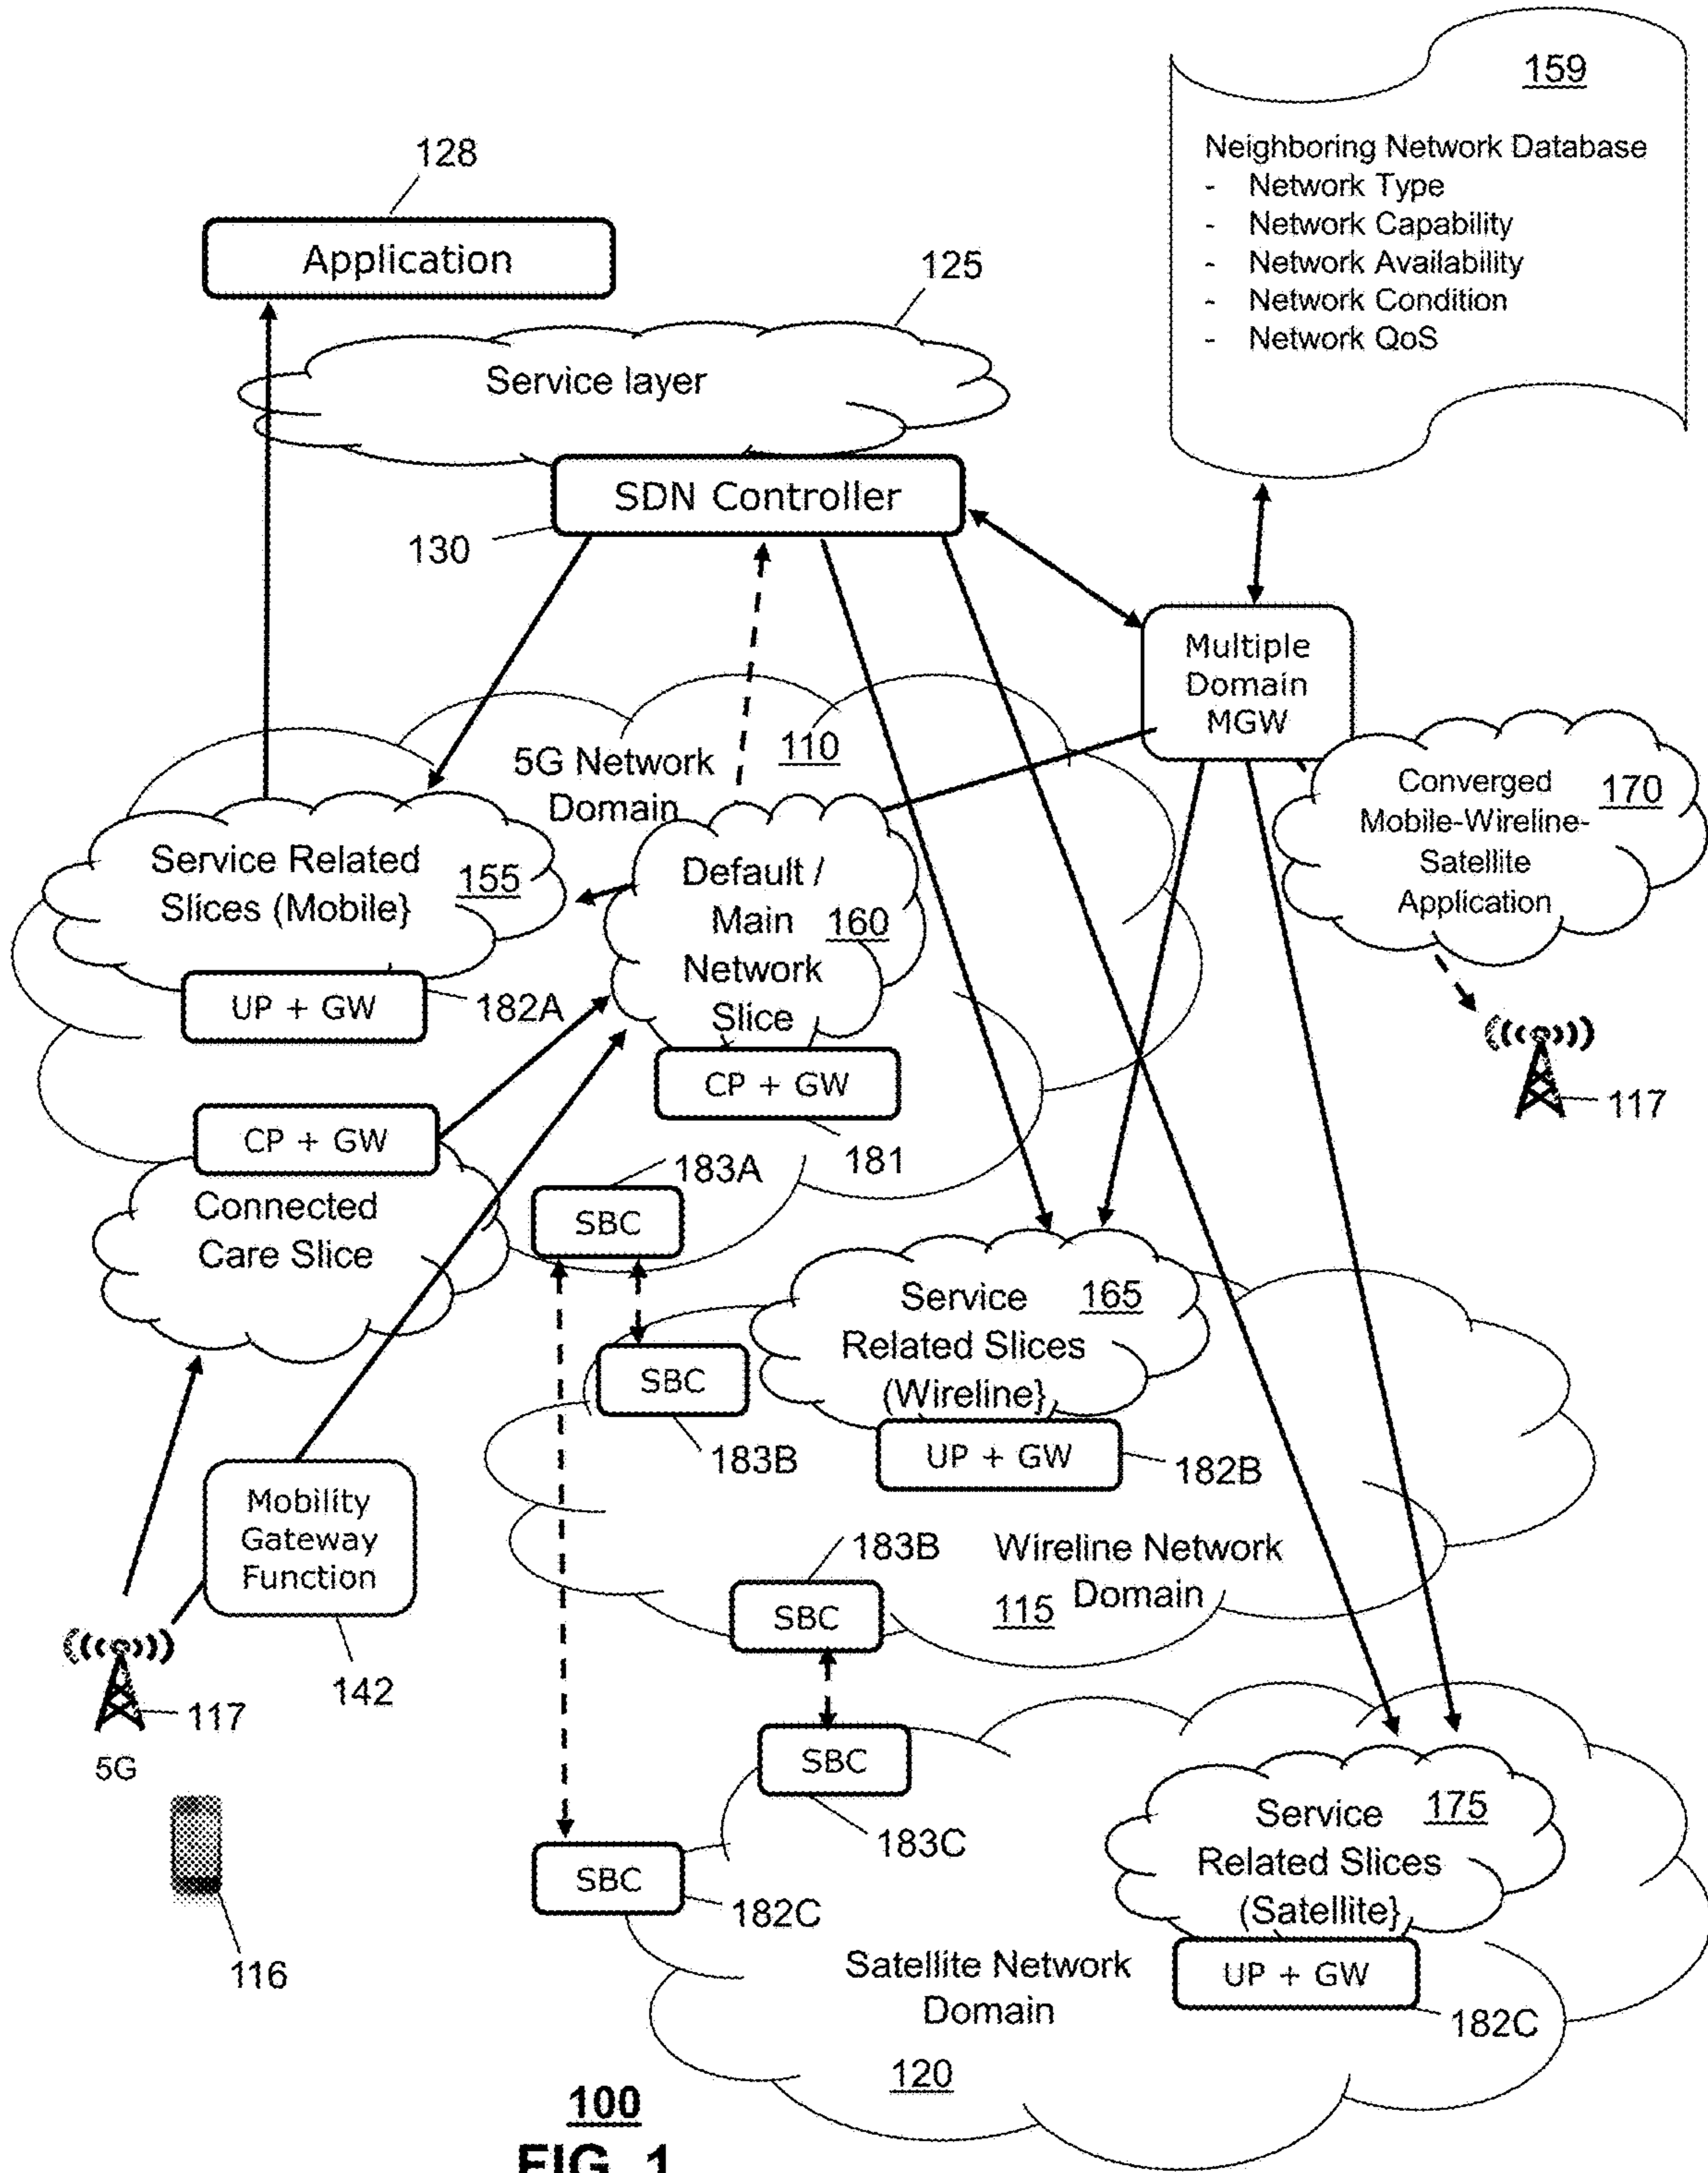 159
Neighboring Network Database
- Network Type
- Network Capability
- Network Availability
- Network Condition
- Network QoS
128
Application
125
Service layer
SDN Controller
130
Multiple
Domain
MGW
5G Network
Domain
110
Converged
Mobile-Wireline-
Satellite
Application
170
Service Related
Slices (Mobile}
155
Default /
Main
Network
Slice
160
UP + GW
182A
CP + GW
181
117
CP + GW
Connected
Care Slice
183A
SBC
Service
Related Slices
(Wireline}
165
SBC
183B
UP + GW
182B
Mobility
Gateway
Function
142
183B
SBC
Wireline Network
Domain
115
117
5G
SBC
183C
Service
Related Slices
(Satellite}
175
SBC
182C
116
Satellite Network
Domain
120
UP + GW
182C
100
FIG. 1